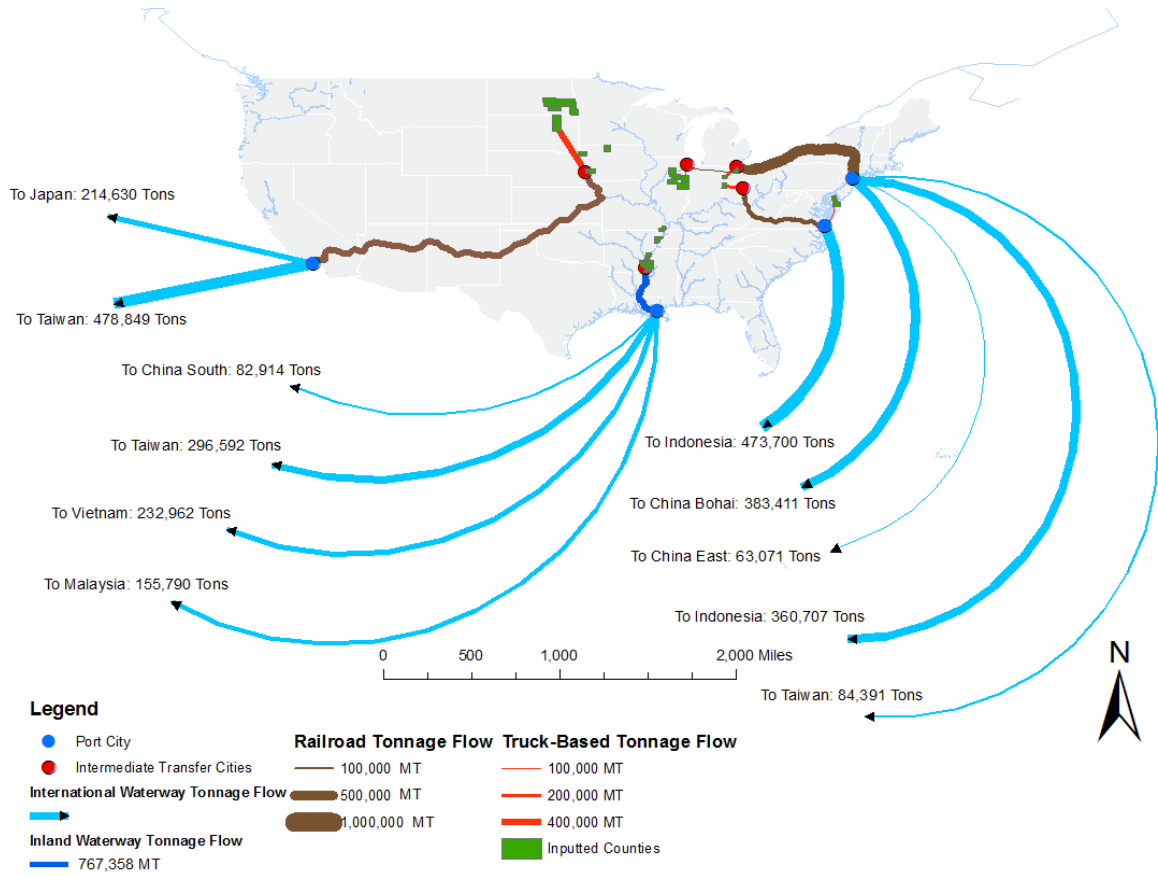 To Japan: 214,630 Tons
To Taiwan: 478,849 Tons
To China South: 82,914 Tons
To Taiwan: 296,592 Tons
To Vietnam: 232,962 Tons
To Malaysia: 155,790 Tons
To Indonesia: 473,700 Tons
To China Bohai: 383,411 Tons
To China East: 63,071 Tons
To Indonesia: 360,707 Tons
To Taiwan: 84,391 Tons
0 500 1,000 2,000 Miles
N
Legend
Port City
Intermediate Transfer Cities
International Waterway Tonnage Flow
Inland Waterway Tonnage Flow
767,358 MT
Railroad Tonnage Flow
100,000 MT
500,000 MT
1,000,000 MT
Truck-Based Tonnage Flow
100,000 MT
200,000 MT
400,000 MT
Inputted Counties